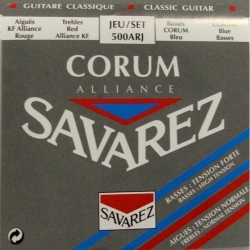 GUITARE CLASSIQUE
CLASSIC GUITAR
Aiguës Trebles JEU/SET Basses CORUM
KF Alliance Red 500ARJ CORUM Blue
Rouge Alliance KF Bleu Basses
CORUM
ALLIANCE
SAVAREZ
SAVAREZ
BASSES: TENSION FORTE
BASSES: HIGH TENSION
AIGUËS: TENSION NORMALE
TREBLES: NORMAL TENSION